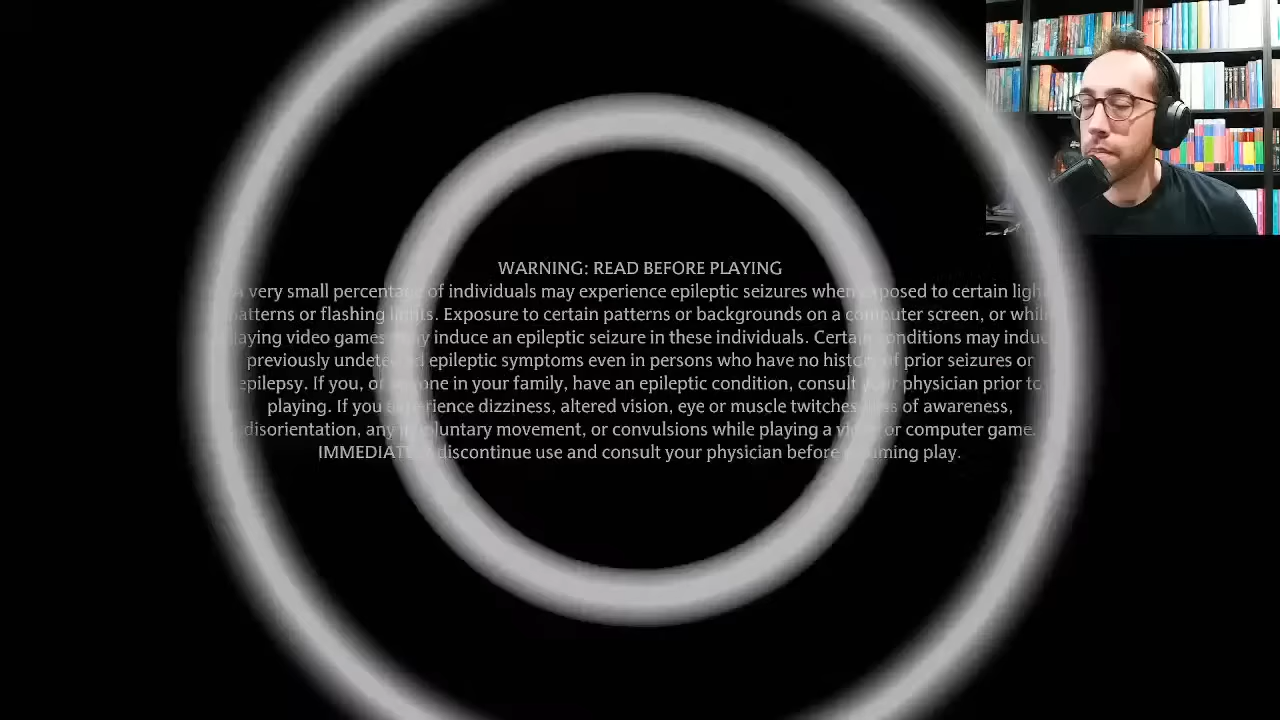 WARNING: READ BEFORE PLAYING
A very small percentage of individuals may experience epileptic seizures when exposed to certain light
patterns or flashing lights. Exposure to certain patterns or backgrounds on a computer screen, or while
playing video games, may induce an epileptic seizure in these individuals. Certain conditions may induce
previously undetected epileptic symptoms even in persons who have no history of prior seizures or
epilepsy. If you, or anyone in your family, have an epileptic condition, consult your physician prior to
playing. If you experience dizziness, altered vision, eye or muscle twitches, loss of awareness,
disorientation, any involuntary movement, or convulsions while playing a video or computer game.
IMMEDIATELY discontinue use and consult your physician before resuming play.